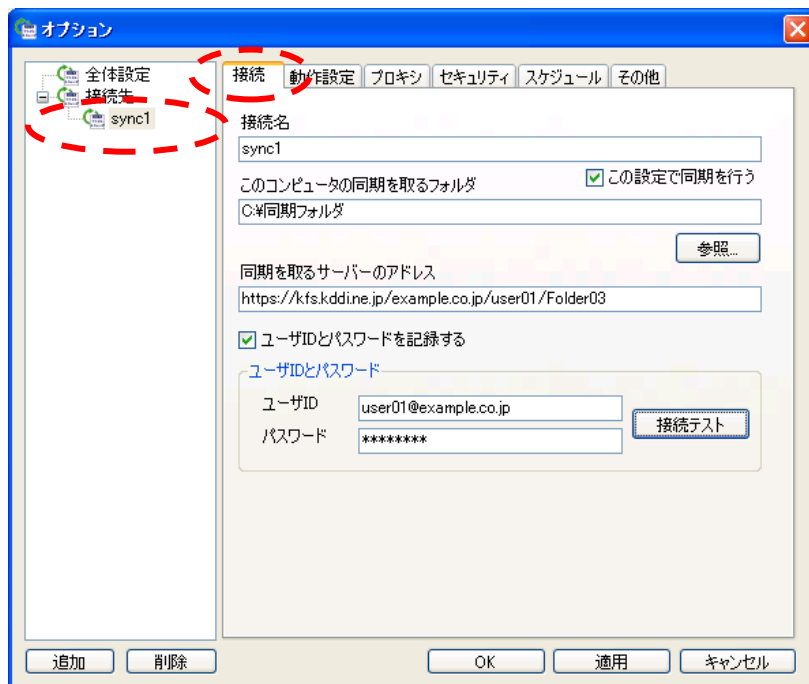 オプション
全体設定
接続先
sync1
接続 動作設定 プロキシ セキュリティ スケジュール その他
接続名
sync1
このコンピュータの同期を取るフォルダ
この設定で同期を行う
C:¥同期フォルダ
参照...
同期を取るサーバーのアドレス
https://kfs.kddi.ne.jp/example.co.jp/user01/Folder03
ユーザIDとパスワードを記録する
ユーザIDとパスワード
ユーザID
user01@example.co.jp
パスワード
********
接続テスト
追加 削除 OK 適用 キャンセル